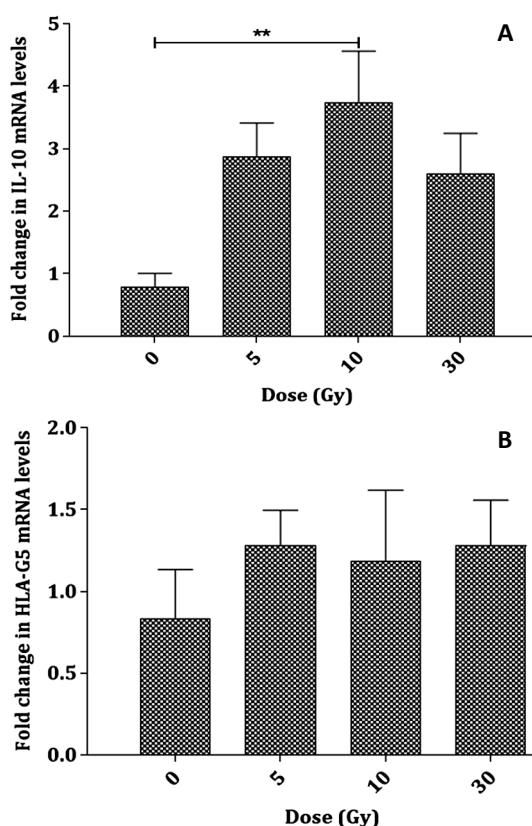 A
**
Fold change in IL-10 mRNA levels
5
4
3
2
1
0
0 5 10 30
Dose (Gy)
B
Fold change in HLA-G5 mRNA levels
2.0
1.5
1.0
0.5
0.0
0 5 10 30
Dose (Gy)